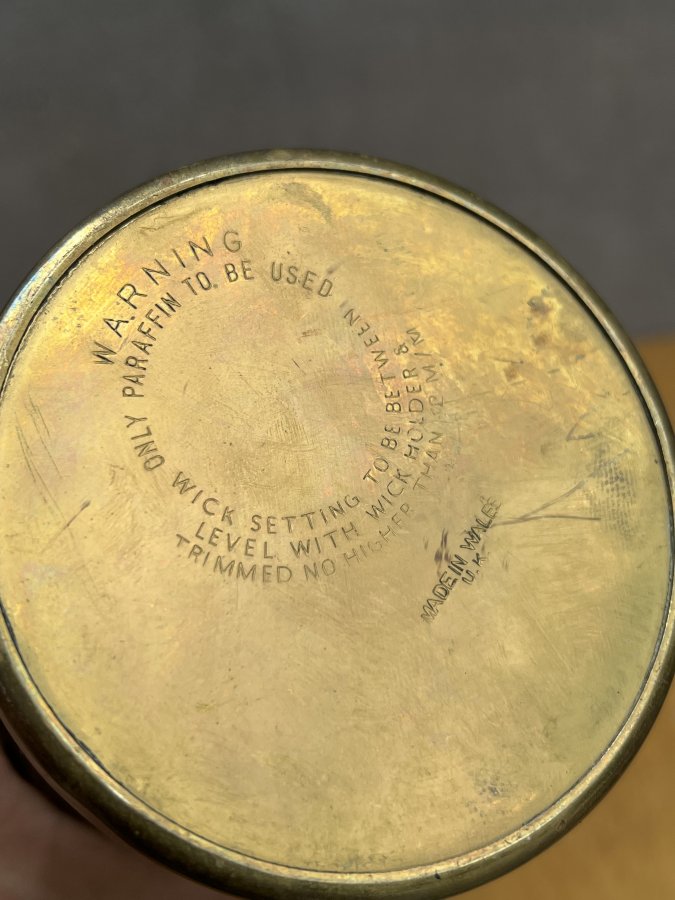 WARNING
ONLY PARAFFIN TO BE USED
WICK SETTING TO BE BETWEEN
LEVEL WITH WICK HOLDER &
TRIMMED NO HIGHER THAN M/M
MADE IN WALES
U.K.